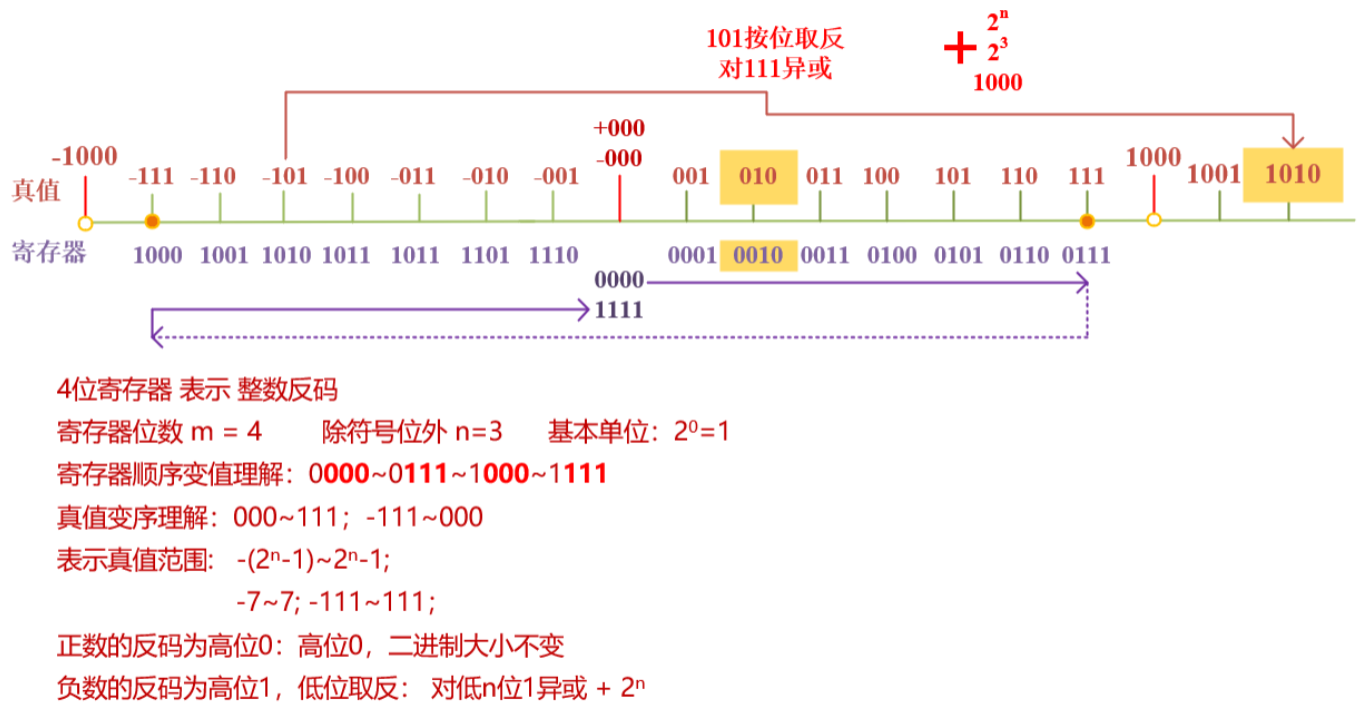 101按位取反
对111异或
+ 2ⁿ
2³
1000
+000
-1000 -111 -110 -101 -100 -011 -010 -001 -000 001 010 011 100 101 110 111 1000 1001 1010
真值
寄存器 1000 1001 1010 1011 1011 1101 1110 0001 0010 0011 0100 0101 0110 0111
0000
1111
4位寄存器 表示 整数反码
寄存器位数 m = 4 除符号位外 n=3 基本单位：2⁰=1
寄存器顺序变值理解：0000~0111~1000~1111
真值变序理解：000~111；-111~000
表示真值范围: -(2ⁿ-1)~2ⁿ-1;
-7~7; -111~111；
正数的反码为高位0：高位0，二进制大小不变
负数的反码为高位1，低位取反： 对低n位1异或 + 2ⁿ